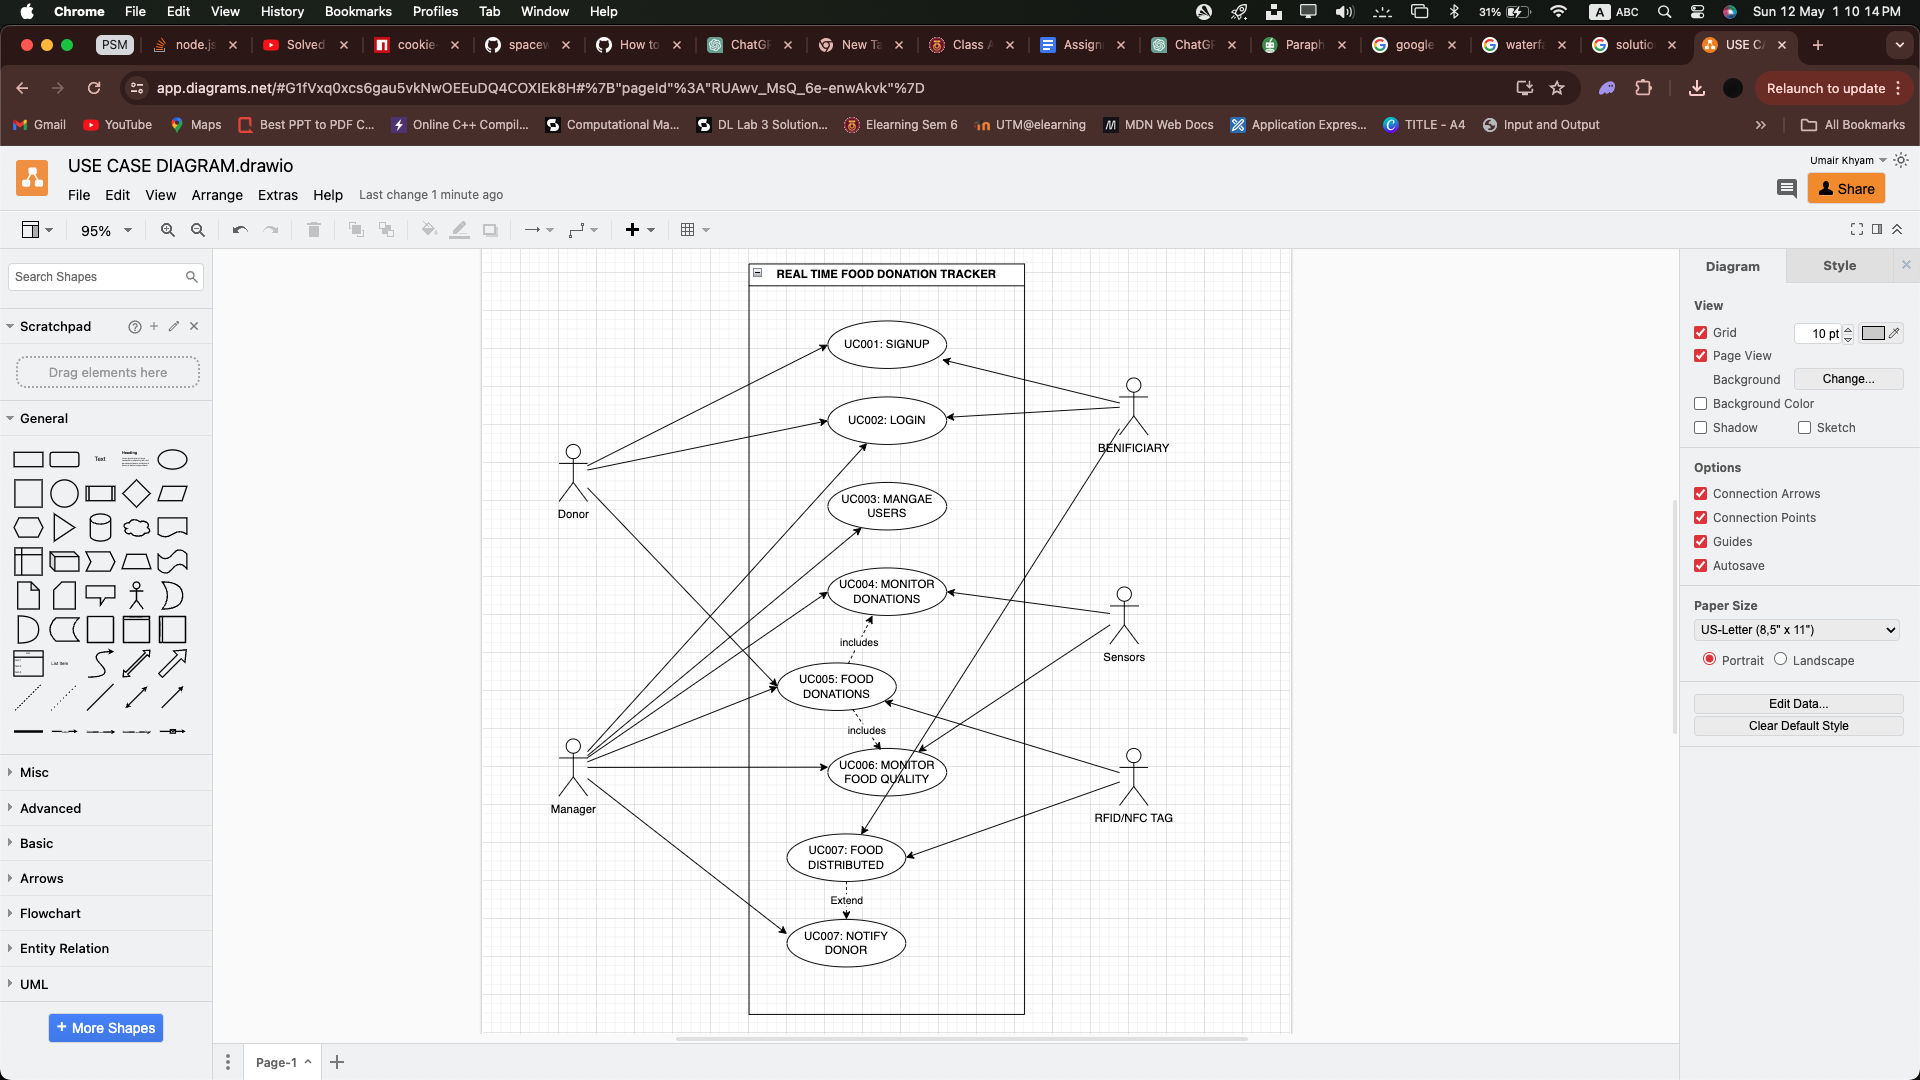 Chrome File Edit View History Bookmarks Profiles Tab Window Help 31% A ABC Sun 12 May 1 10 14 PM
PSM node.js Solved cookie- spacew How to ChatGP New Ta Class A Assign ChatGP Paraph google waterfa solutio USE CA
app.diagrams.net/#G1fVxq0xcs6gau5vkNwOEEuDQ4COXIEk8H#%7B"pageId"%3A"RUAwv_MsQ_6e-enwAkvk"%7D Relaunch to update
Gmail YouTube Maps Best PPT to PDF C... Online C++ Compil... Computational Ma... DL Lab 3 Solution... Elearning Sem 6 UTM@elearning MDN Web Docs Application Expres... TITLE - A4 Input and Output All Bookmarks
USE CASE DIAGRAM.drawio
Umair Khyam
File Edit View Arrange Extras Help Last change 1 minute ago
Share
95%
Search Shapes
Scratchpad
Drag elements here
General
Text
Heading
List Item
Misc
Advanced
Basic
Arrows
Flowchart
Entity Relation
UML
+ More Shapes
REAL TIME FOOD DONATION TRACKER
UC001: SIGNUP
UC002: LOGIN
BENIFICIARY
UC003: MANGAE
USERS
Donor
UC004: MONITOR
DONATIONS
includes
Sensors
UC005: FOOD
DONATIONS
includes
UC006: MONITOR
FOOD QUALITY
Manager
RFID/NFC TAG
UC007: FOOD
DISTRIBUTED
Extend
UC007: NOTIFY
DONOR
Page-1
Diagram Style
View
Grid 10 pt
Page View
Background Change...
Background Color
Shadow Sketch
Options
Connection Arrows
Connection Points
Guides
Autosave
Paper Size
US-Letter (8,5" x 11")
Portrait Landscape
Edit Data...
Clear Default Style